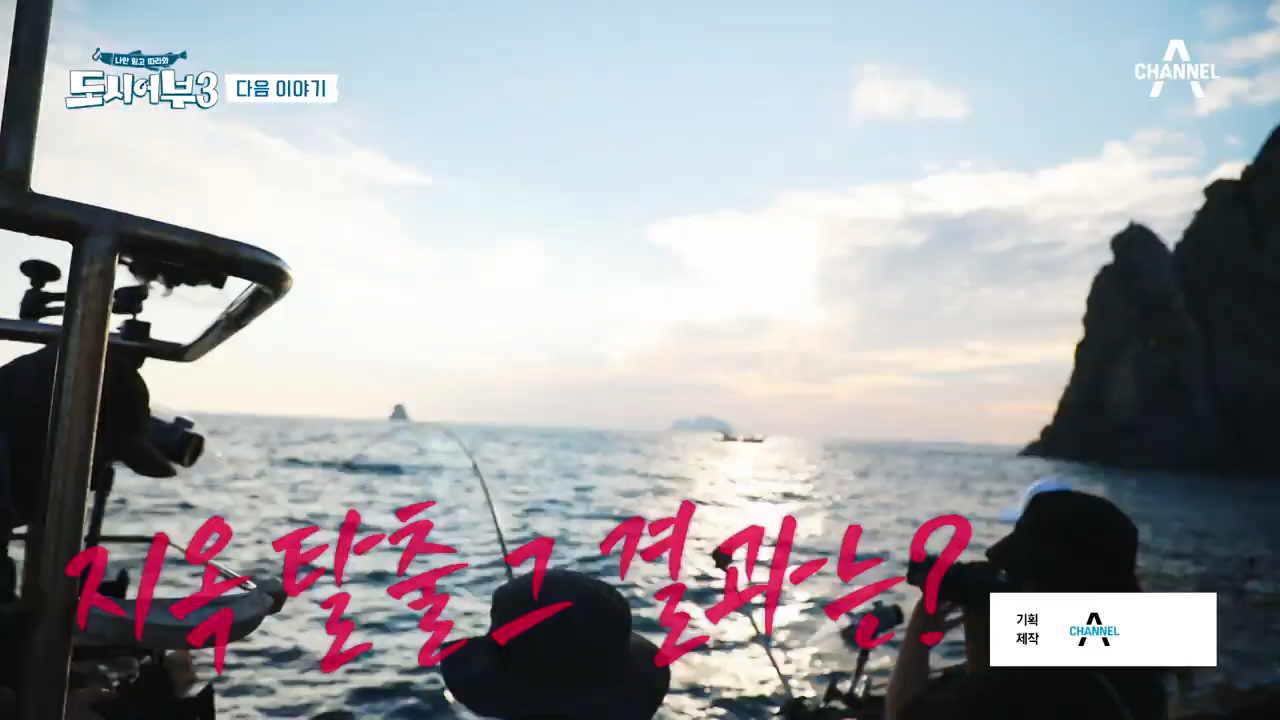 나만 믿고 따라와
도시어부3
다음 이야기
CHANNEL A
지옥 탈출 그 결과는?
기획
제작
CHANNEL A